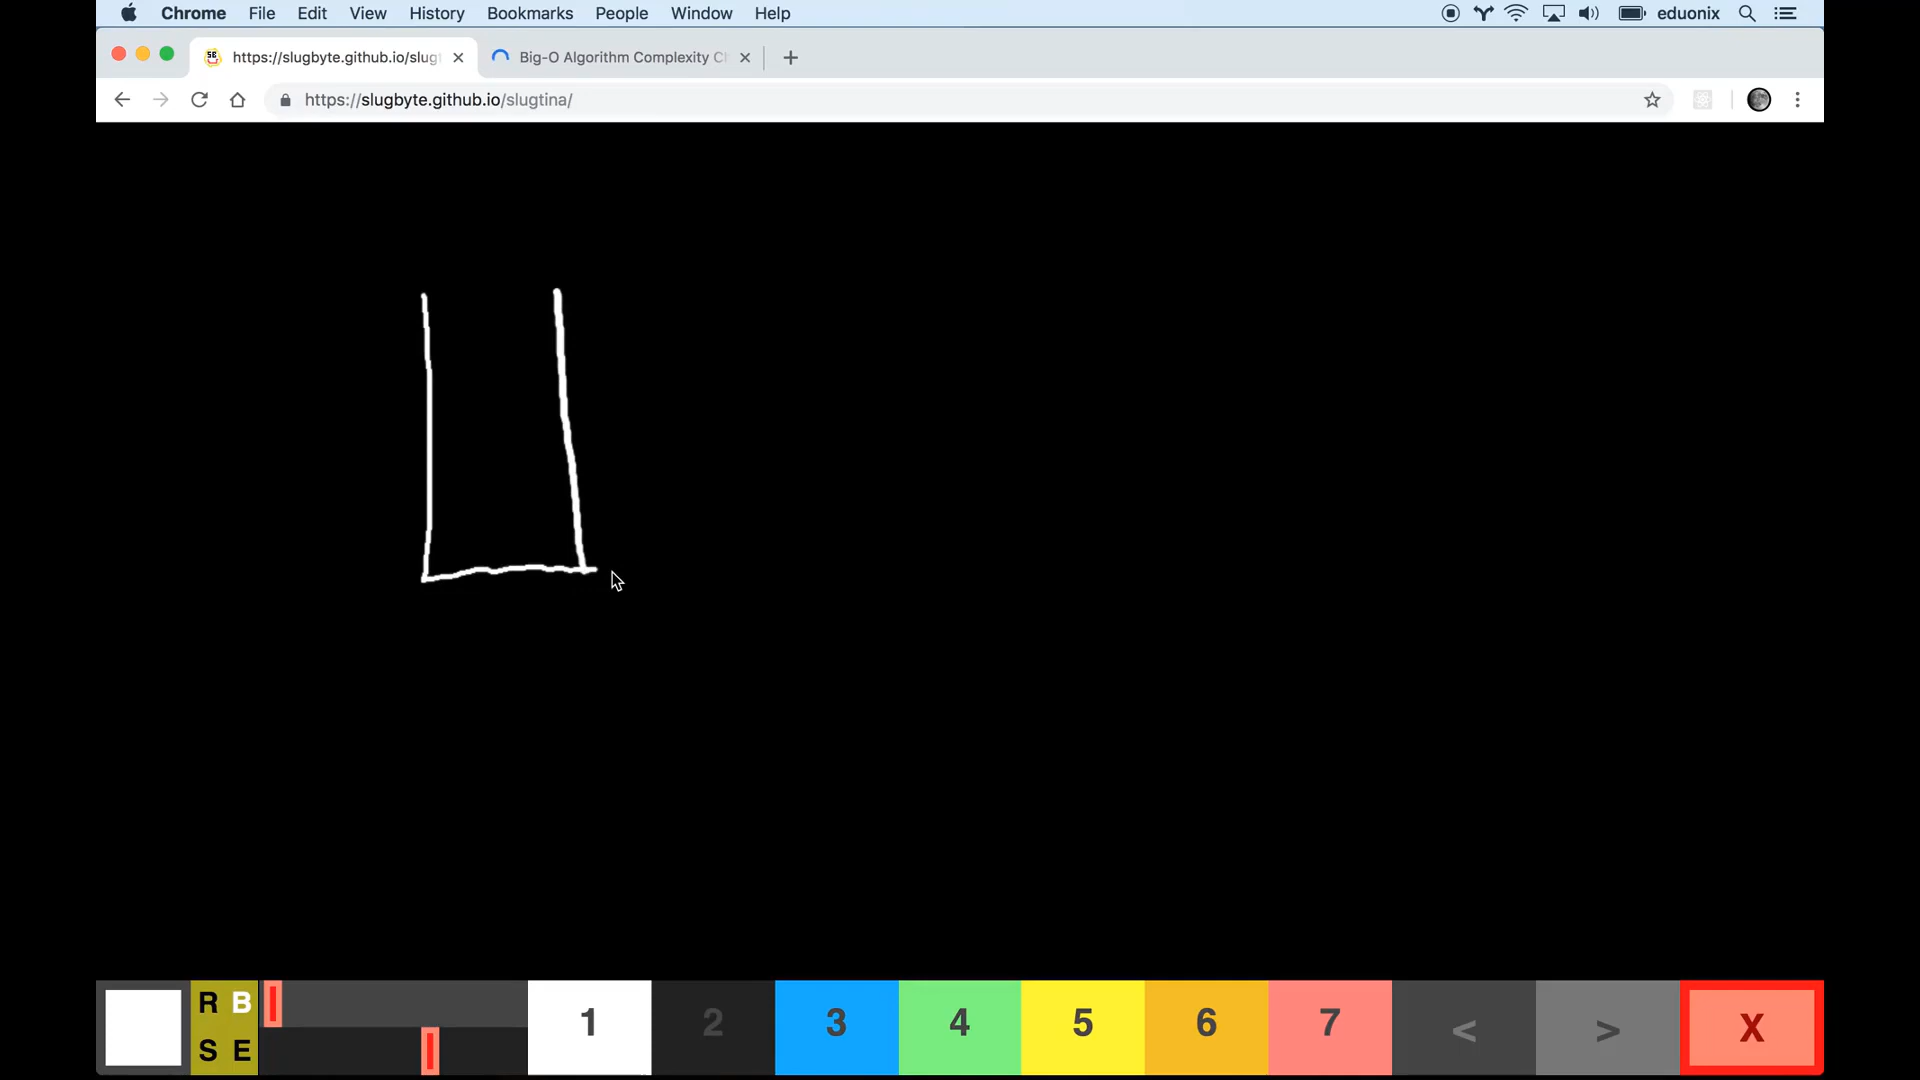 Chrome File Edit View History Bookmarks People Window Help eduonix
https://slugbyte.github.io/slugt Big-O Algorithm Complexity C
https://slugbyte.github.io/slugtina/
R B 1 2 3 4 5 6 7 < > X
S E